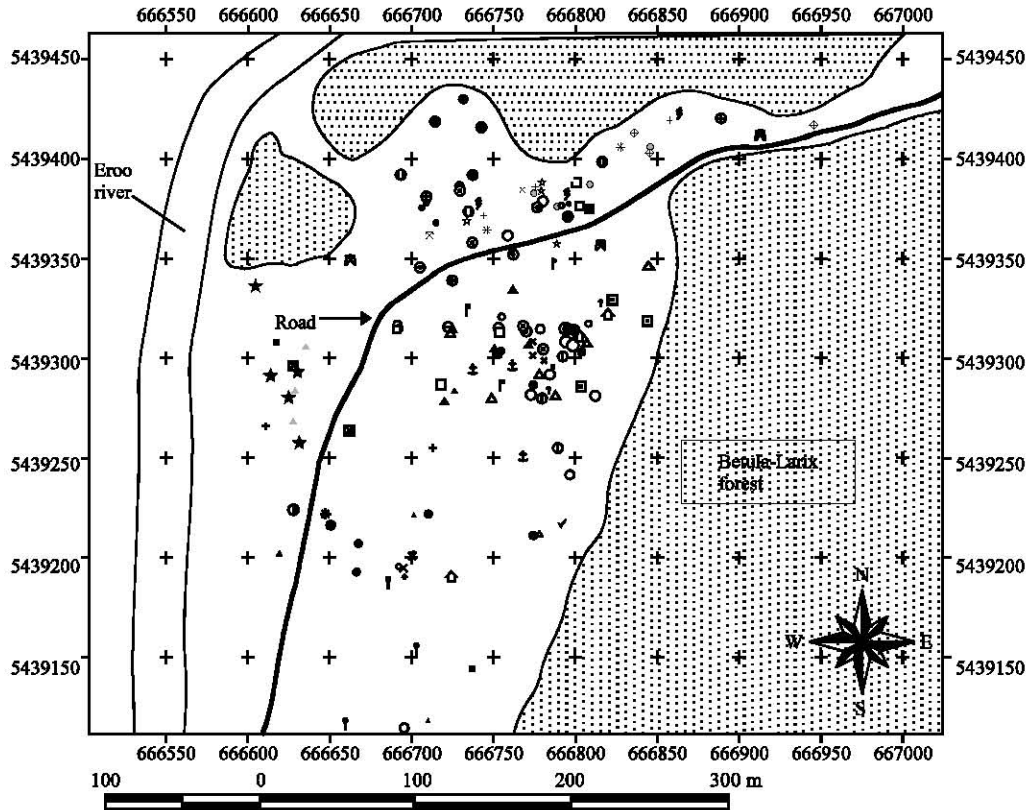 666550 666600 666650 666700 666750 666800 666850 666900 666950 667000
5439450 5439450
5439400 5439400
Eroo
river
5439350 5439350
Road
5439300 5439300
5439250 5439250
Betula-Larix
forest
5439200 5439200
N
W E
S
5439150 5439150
666550 666600 666650 666700 666750 666800 666850 666900 666950 667000
100 0 100 200 300 m